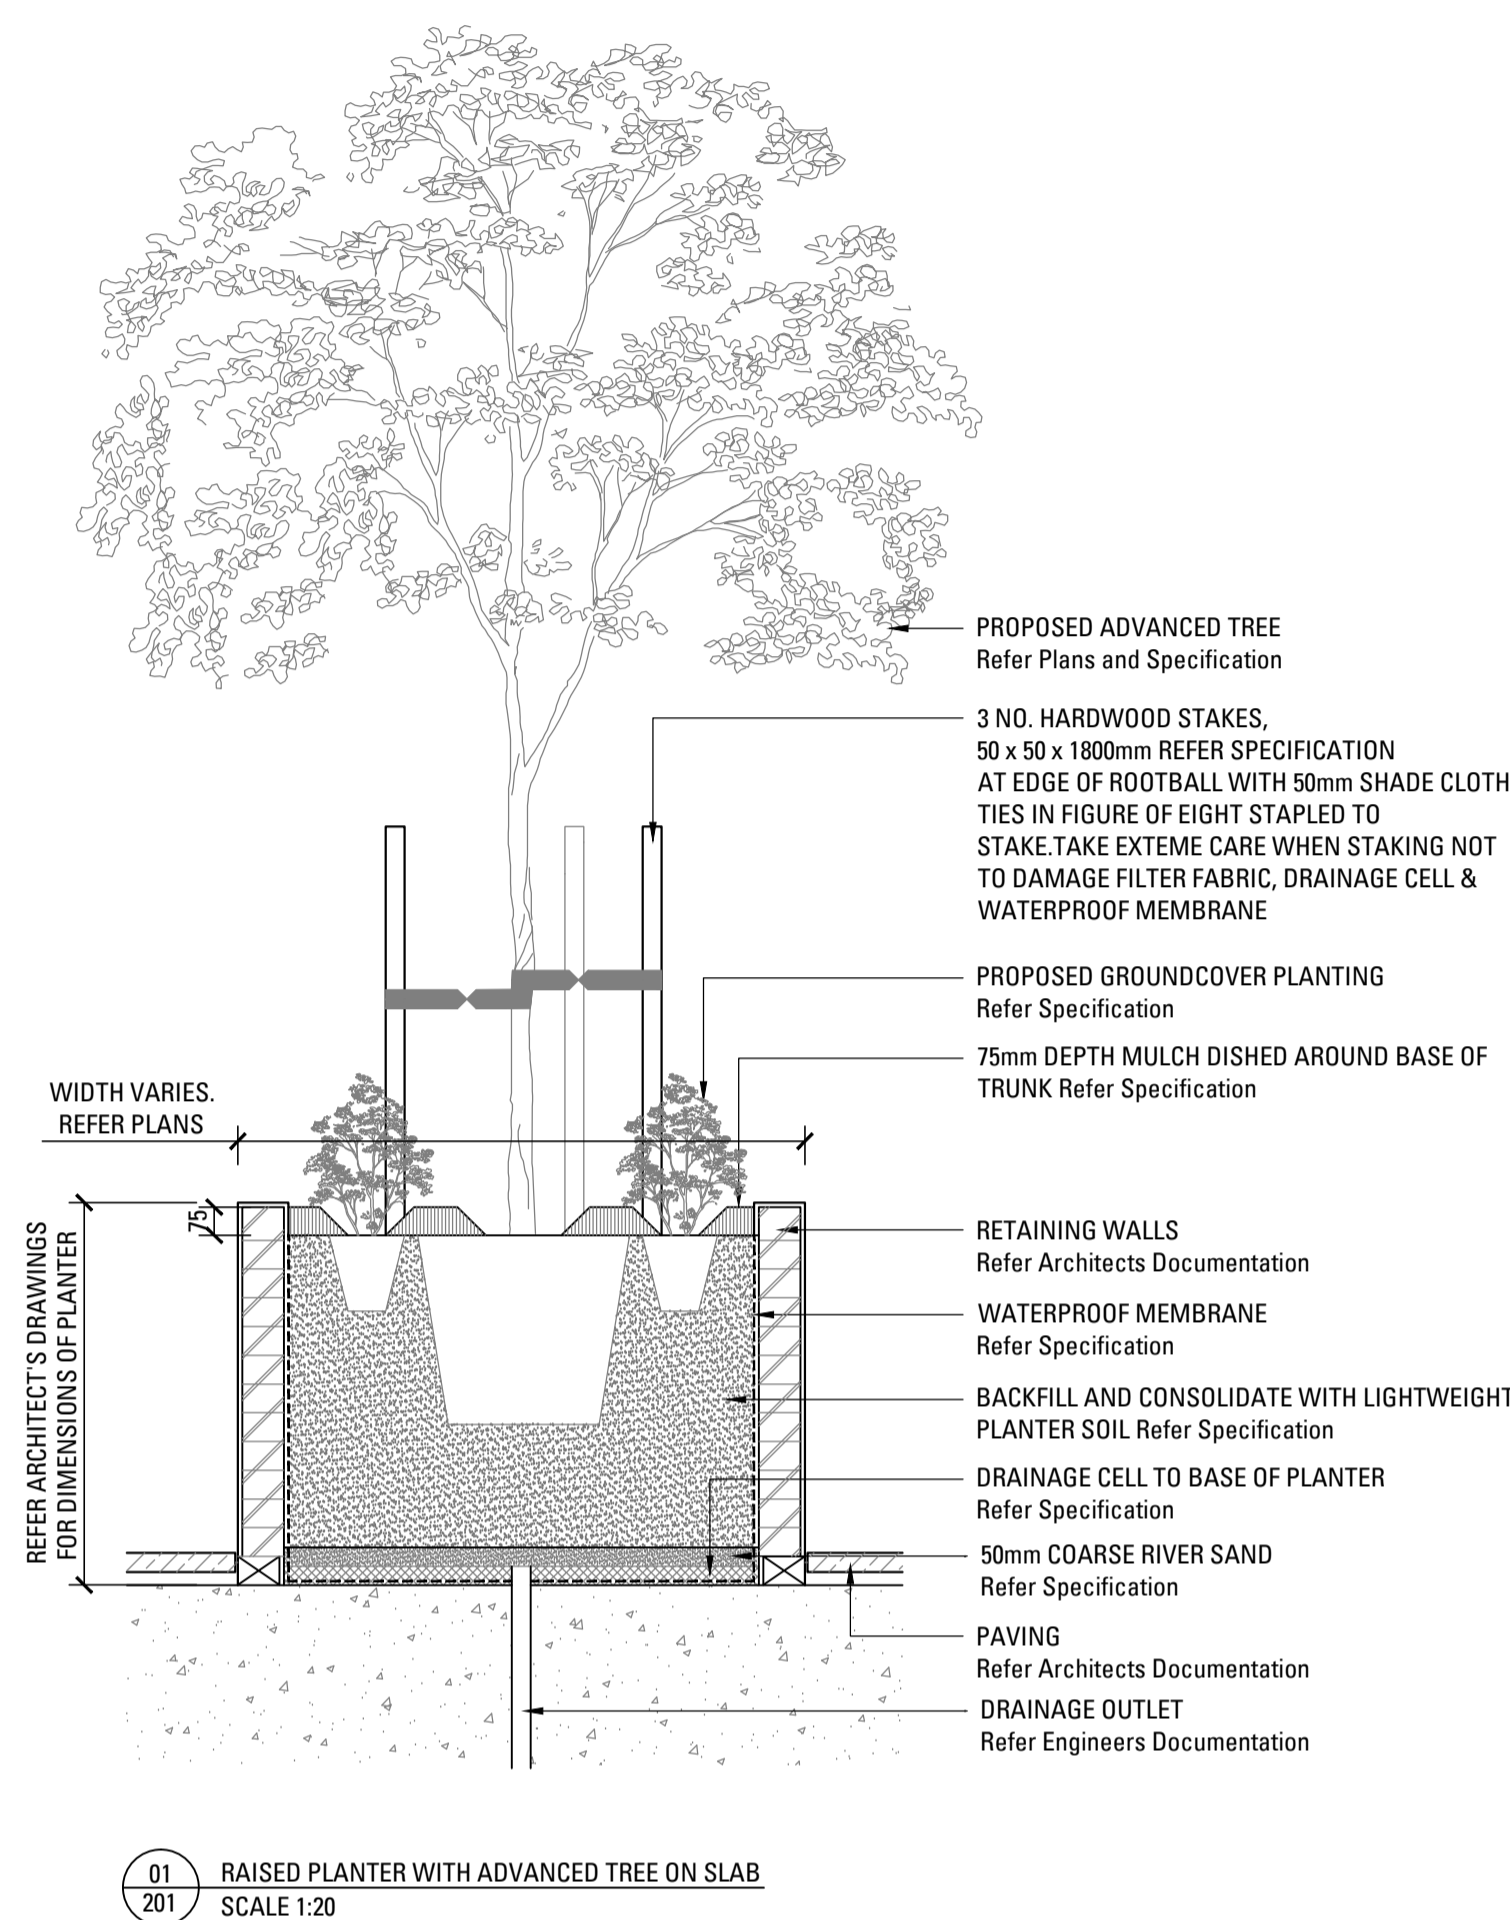 PROPOSED ADVANCED TREE
Refer Plans and Specification
3 NO. HARDWOOD STAKES,
50 x 50 x 1800mm REFER SPECIFICATION
AT EDGE OF ROOTBALL WITH 50mm SHADE CLOTH
TIES IN FIGURE OF EIGHT STAPLED TO
STAKE.TAKE EXTEME CARE WHEN STAKING NOT
TO DAMAGE FILTER FABRIC, DRAINAGE CELL &
WATERPROOF MEMBRANE
PROPOSED GROUNDCOVER PLANTING
Refer Specification
75mm DEPTH MULCH DISHED AROUND BASE OF
TRUNK Refer Specification
WIDTH VARIES.
REFER PLANS
75
REFER ARCHITECT'S DRAWINGS
FOR DIMENSIONS OF PLANTER
RETAINING WALLS
Refer Architects Documentation
WATERPROOF MEMBRANE
Refer Specification
BACKFILL AND CONSOLIDATE WITH LIGHTWEIGHT
PLANTER SOIL Refer Specification
DRAINAGE CELL TO BASE OF PLANTER
Refer Specification
50mm COARSE RIVER SAND
Refer Specification
PAVING
Refer Architects Documentation
DRAINAGE OUTLET
Refer Engineers Documentation
01
201
RAISED PLANTER WITH ADVANCED TREE ON SLAB
SCALE 1:20